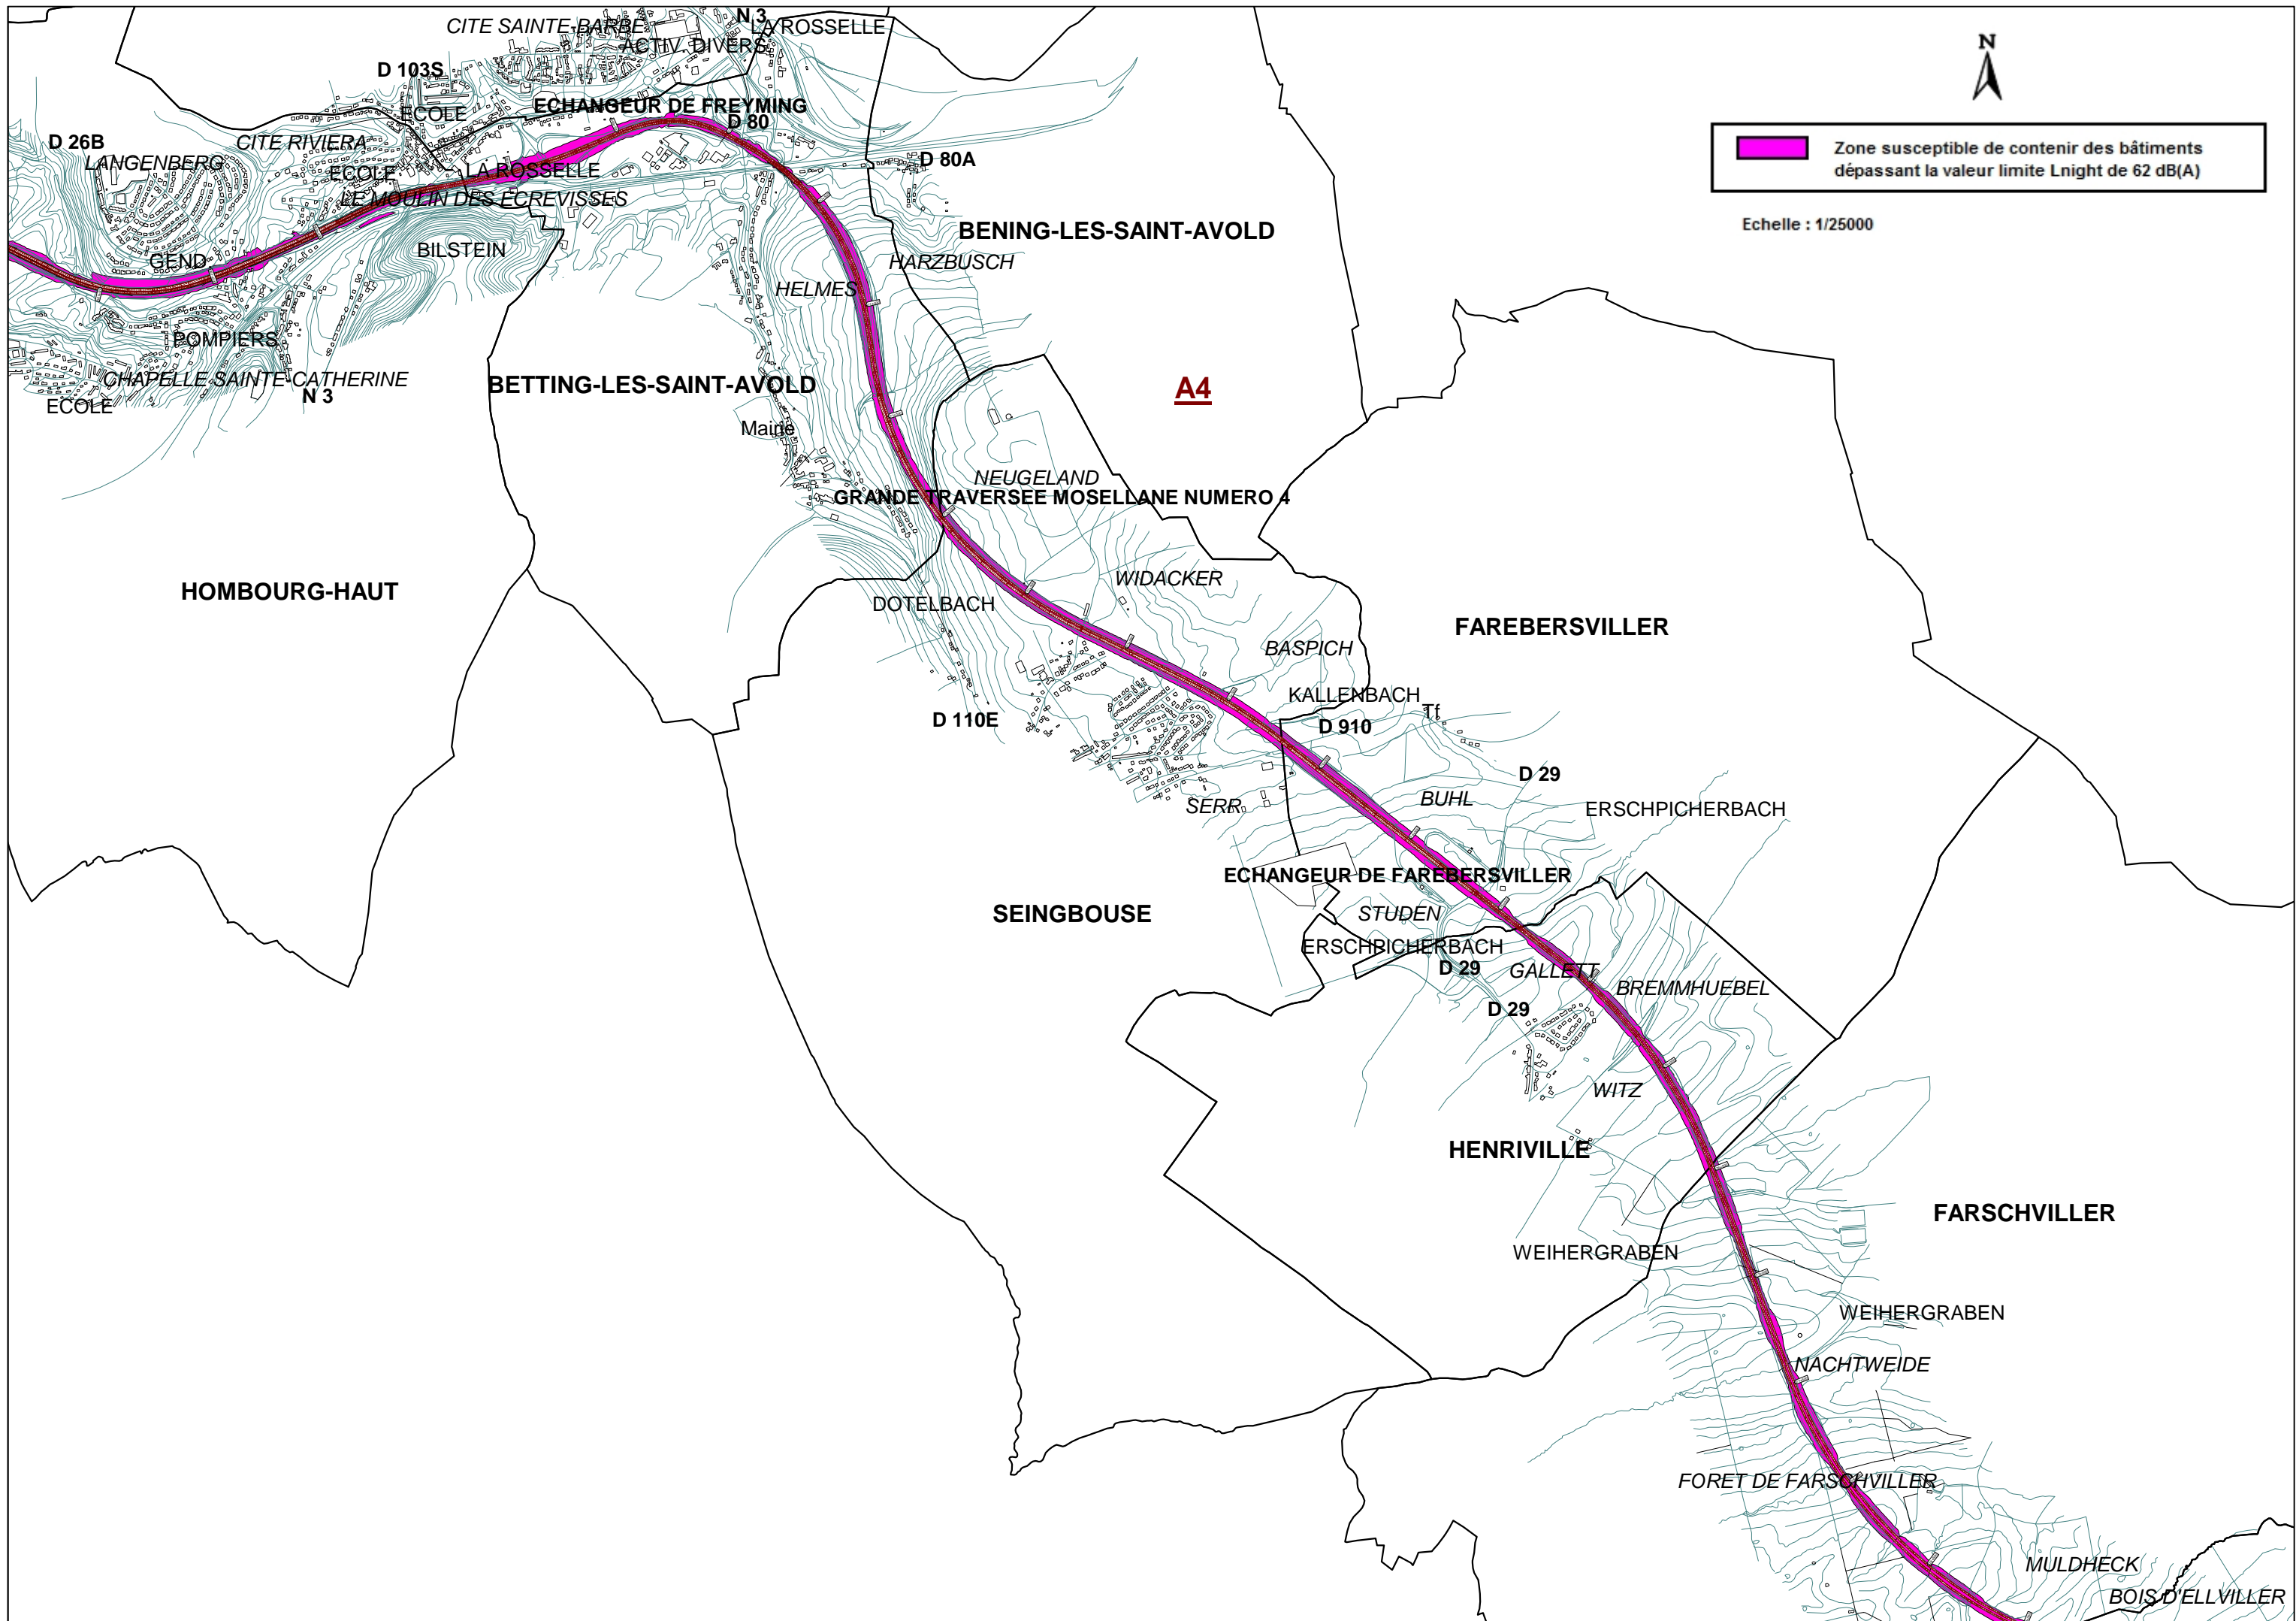 N 3
CITE SAINTE-BARBE
LA ROSSELLE
ACTIV. DIVERS
D 103S
ECHANGEUR DE FREYMING
ECOLE
D 80
D 26B
CITE RIVIERA
LANGENBERG
D 80A
ECOLE
LA ROSSELLE
LE MOULIN DES ECREVISSES
BILSTEIN
GEND
BENING-LES-SAINT-AVOLD
HARZBUSCH
HELMES
POMPIERS
CHAPELLE SAINTE-CATHERINE
N 3
ECOLE
BETTING-LES-SAINT-AVOLD
A4
Mairie
NEUGELAND
GRANDE TRAVERSEE MOSELLANE NUMERO 4
HOMBOURG-HAUT
WIDACKER
DOTELBACH
FAREBERSVILLER
BASPICH
KALLENBACH
Tf
D 110E
D 910
D 29
SERR
BUHL
ERSCHPICHERBACH
ECHANGEUR DE FAREBERSVILLER
SEINGBOUSE
STUDEN
ERSCHPICHERBACH
D 29
GALLETT
BREMMHUEBEL
D 29
WITZ
HENRIVILLE
FARSCHVILLER
WEIHERGRABEN
WEIHERGRABEN
NACHTWEIDE
FORET DE FARSCHVILLER
MULDHECK
BOIS D'ELLVILLER
N
Zone susceptible de contenir des bâtiments
dépassant la valeur limite Lnight de 62 dB(A)
Echelle : 1/25000